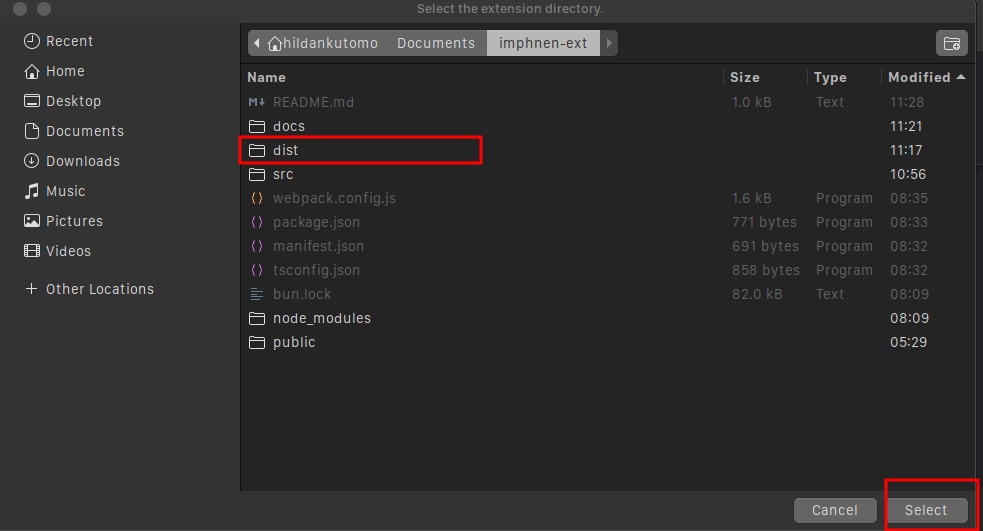 Select the extension directory.
Recent
Home
Desktop
Documents
Downloads
Music
Pictures
Videos
Other Locations
hildankutomo Documents imphnen-ext
Name Size Type Modified
README.md 1.0 kB Text 11:28
docs 11:21
dist 11:17
src 10:56
webpack.config.js 1.6 kB Program 08:35
package.json 771 bytes Program 08:33
manifest.json 691 bytes Program 08:32
tsconfig.json 858 bytes Program 08:32
bun.lock 82.0 kB Text 08:09
node_modules 08:09
public 05:29
Cancel Select